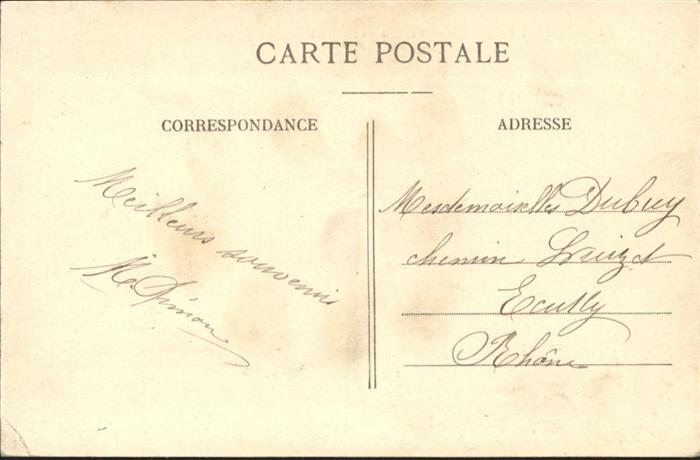 CARTE POSTALE
CORRESPONDANCE
ADRESSE
Meilleurs souvenirs
Mesdemoiselles Dubuy
chemin
Ecully
Rhône